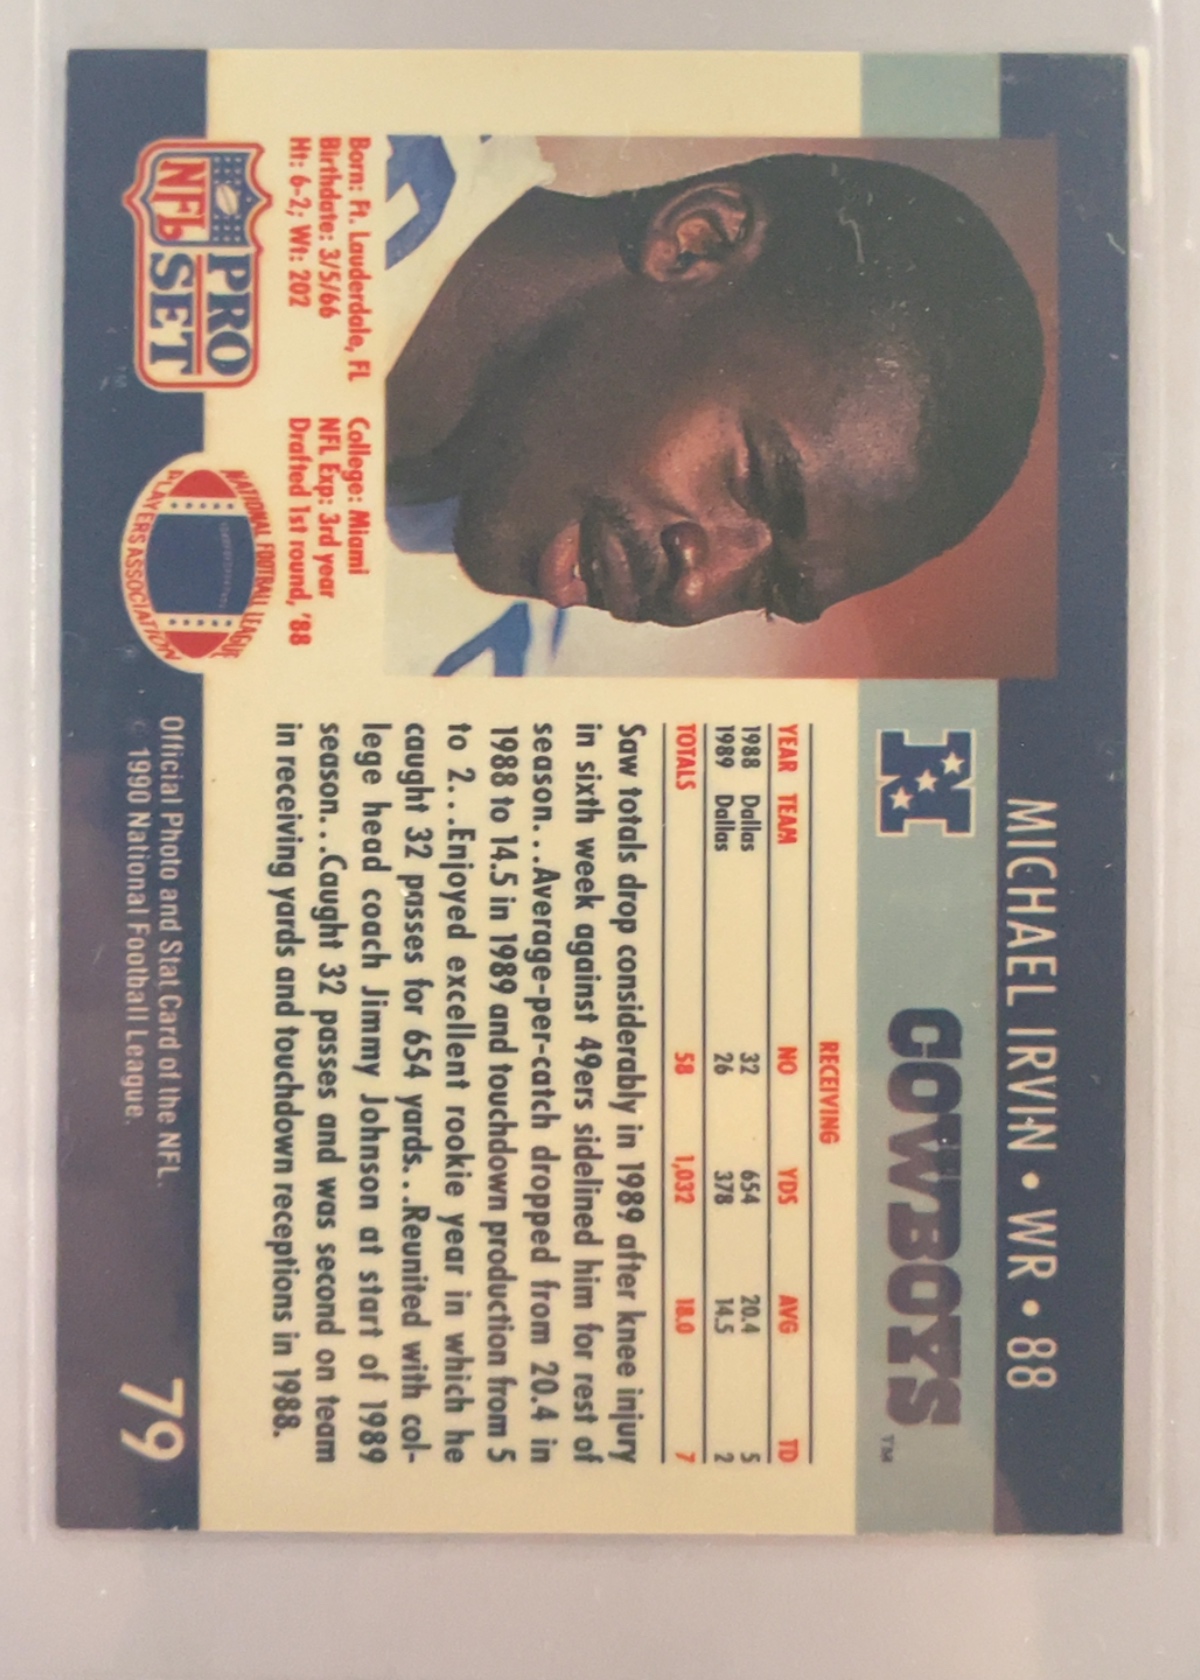 MICHAEL IRVIN • WR • 88
N COWBOYS™
RECEIVING
YEAR TEAM NO YDS AVG TD
1988 Dallas 32 654 20.4 5
1989 Dallas 26 378 14.5 2
TOTALS 58 1,032 18.0 7
Saw totals drop considerably in 1989 after knee injury
in sixth week against 49ers sidelined him for rest of
season...Average-per-catch dropped from 20.4 in
1988 to 14.5 in 1989 and touchdown production from 5
to 2...Enjoyed excellent rookie year in which he
caught 32 passes for 654 yards...Reunited with col-
lege head coach Jimmy Johnson at start of 1989
season...Caught 32 passes and was second on team
in receiving yards and touchdown receptions in 1988.
Born: Ft. Lauderdale, FL College: Miami
Birthdate: 3/5/66 NFL Exp: 3rd year
Ht: 6-2; Wt: 202 Drafted 1st round, '88
NFL PRO SET ™
NATIONAL FOOTBALL LEAGUE
PLAYERS ASSOCIATION
Official Photo and Stat Card of the NFL.
© 1990 National Football League.
79